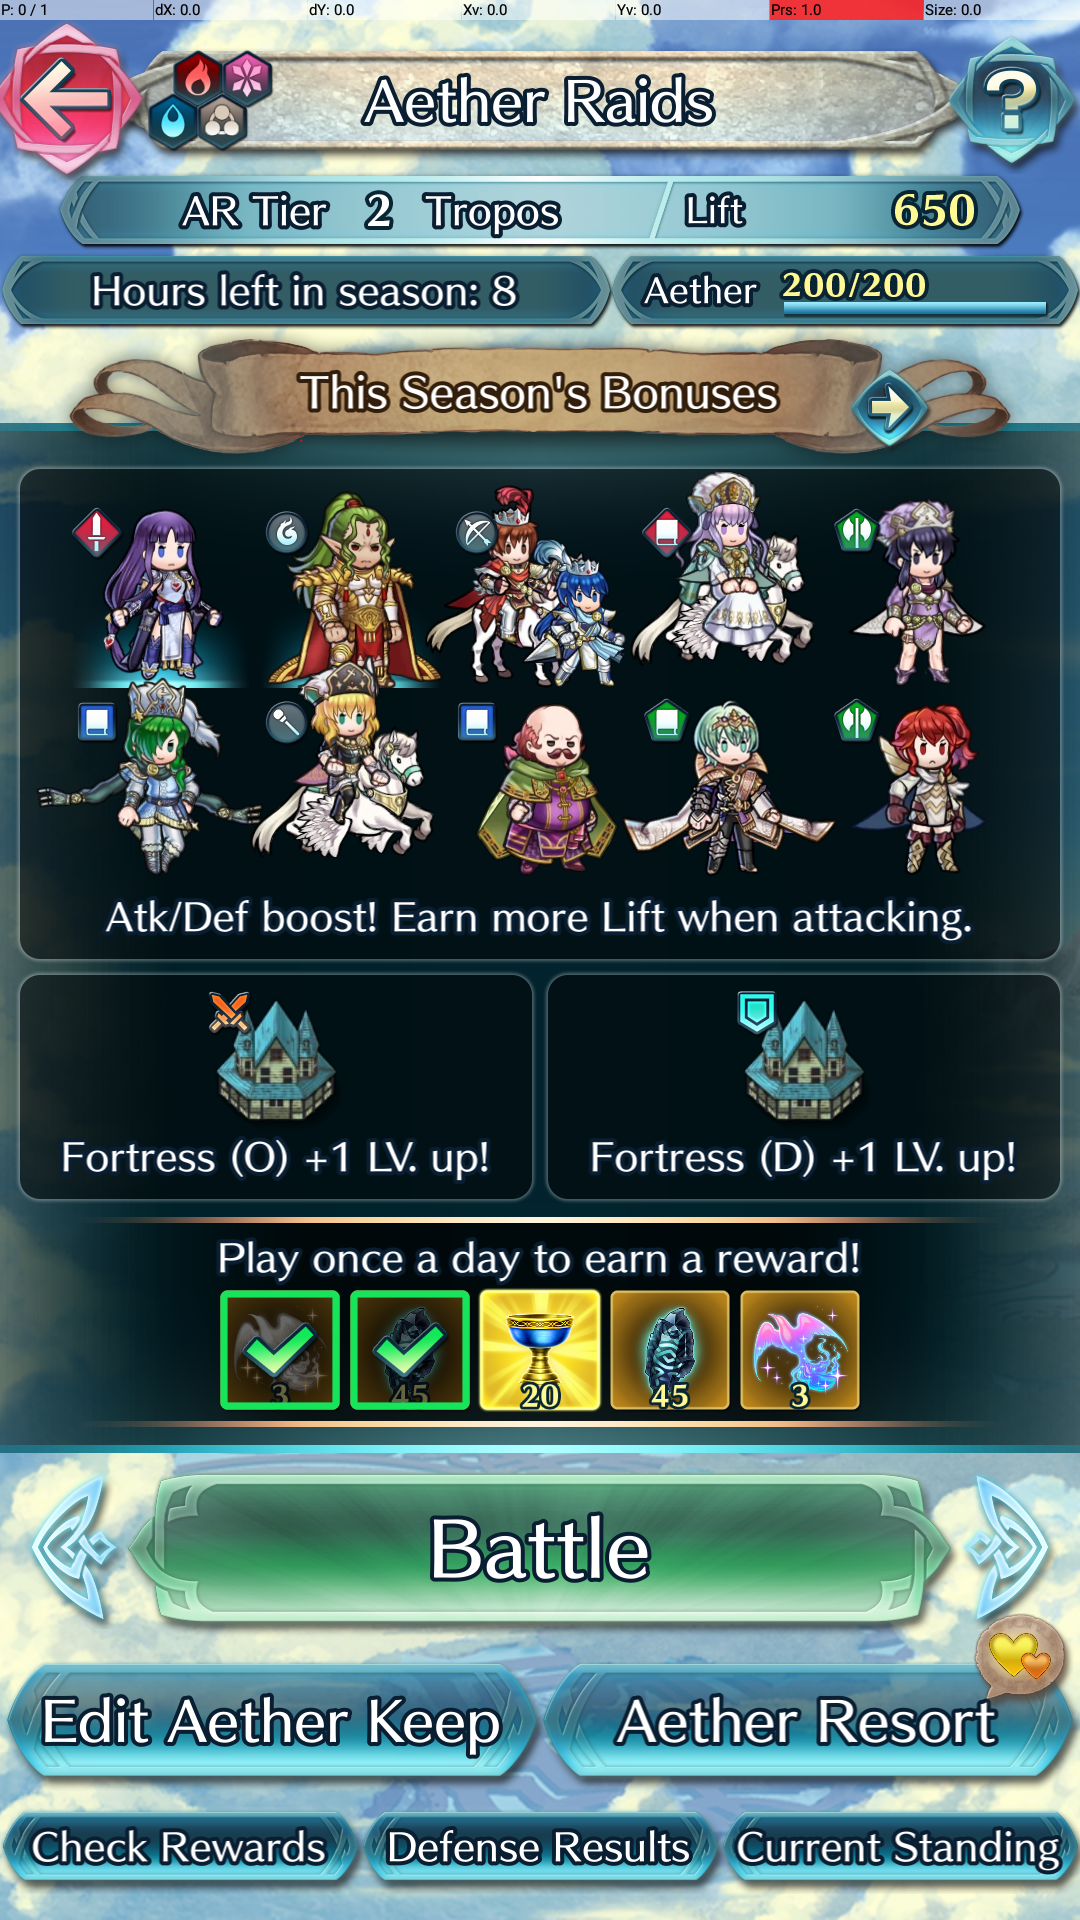 P: 0 / 1 dX: 0.0 dY: 0.0 Xv: 0.0 Yv: 0.0 Prs: 1.0 Size: 0.0
Aether Raids
?
AR Tier 2 Tropos Lift 650
Hours left in season: 8 Aether 200/200
This Season's Bonuses
Atk/Def boost! Earn more Lift when attacking.
Fortress (O) +1 LV. up! Fortress (D) +1 LV. up!
Play once a day to earn a reward!
3 45 20 45 3
Battle
Edit Aether Keep Aether Resort
Check Rewards Defense Results Current Standing